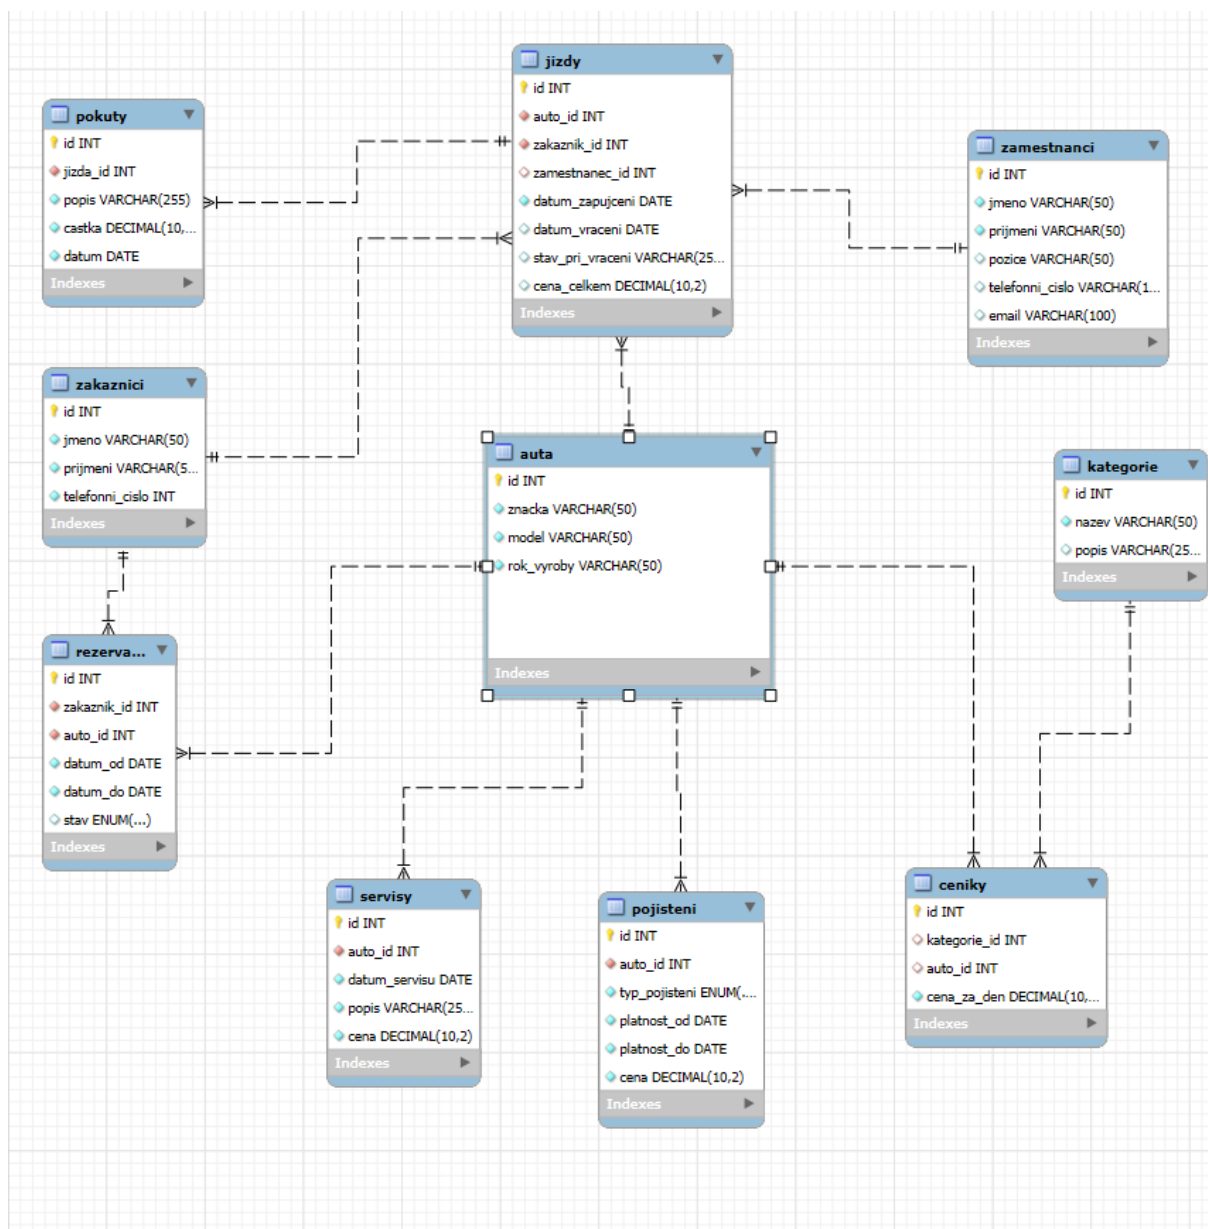 jizdy
id INT
auto_id INT
zakaznik_id INT
zamestnanec_id INT
datum_zapujceni DATE
datum_vraceni DATE
stav_pri_vraceni VARCHAR(25...
cena_celkem DECIMAL(10,2)
Indexes
pokuty
id INT
jizda_id INT
popis VARCHAR(255)
castka DECIMAL(10,...
datum DATE
Indexes
zamestnanci
id INT
jmeno VARCHAR(50)
prijmeni VARCHAR(50)
pozice VARCHAR(50)
telefonni_cislo VARCHAR(1...
email VARCHAR(100)
Indexes
zakaznici
id INT
jmeno VARCHAR(50)
prijmeni VARCHAR(5...
telefonni_cislo INT
Indexes
auta
id INT
znacka VARCHAR(50)
model VARCHAR(50)
rok_vyroby VARCHAR(50)
Indexes
kategorie
id INT
nazev VARCHAR(50)
popis VARCHAR(25...
Indexes
rezerva...
id INT
zakaznik_id INT
auto_id INT
datum_od DATE
datum_do DATE
stav ENUM(...)
Indexes
servisy
id INT
auto_id INT
datum_servisu DATE
popis VARCHAR(25...
cena DECIMAL(10,2)
Indexes
pojisteni
id INT
auto_id INT
typ_pojisteni ENUM(....
platnost_od DATE
platnost_do DATE
cena DECIMAL(10,2)
Indexes
ceniky
id INT
kategorie_id INT
auto_id INT
cena_za_den DECIMAL(10,...
Indexes